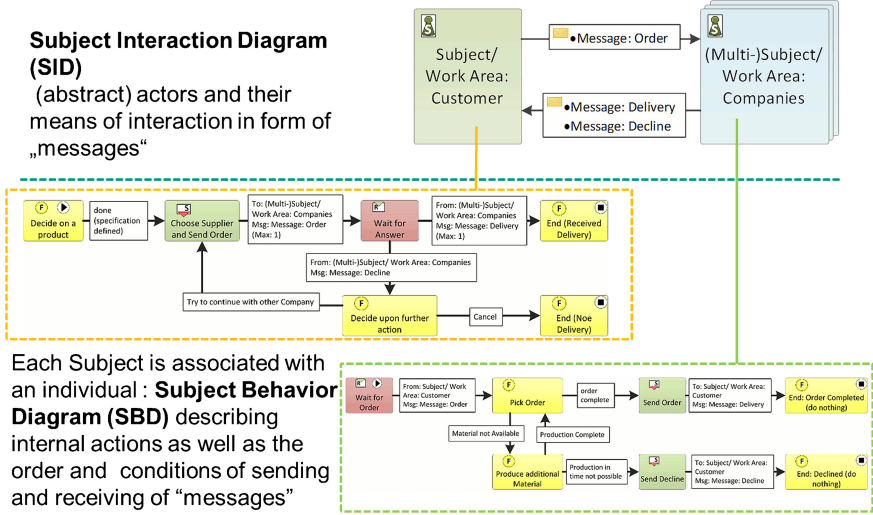 Subject Interaction Diagram
(SID)
(abstract) actors and their
means of interaction in form of
„messages“
S
Subject/
Work Area:
Customer
•Message: Order
•Message: Delivery
•Message: Decline
S
(Multi-)Subject/
Work Area:
Companies
F
Decide on a
product
done
(specification
defined)
S
Choose Supplier
and Send Order
To: (Multi-)Subject/
Work Area: Companies
Msg: Message: Order
(Max: 1)
R
Wait for
Answer
From: (Multi-)Subject/
Work Area: Companies
Msg: Message: Delivery
(Max: 1)
F
End (Received
Delivery)
From: (Multi-)Subject/ Work Area: Companies
Msg: Message: Decline
Try to continue with other Company
F
Decide upon further
action
Cancel
F
End (Noe
Delivery)
Each Subject is associated with
an individual : Subject Behavior
Diagram (SBD) describing
internal actions as well as the
order and conditions of sending
and receiving of “messages”
R
Wait for
Order
From: Subject/ Work
Area: Customer
Msg: Message: Order
F
Pick Order
order
complete
S
Send Order
To: Subject/ Work Area:
Customer
Msg: Message: Delivery
F
End: Order Completed
(do nothing)
Material not Available
Production Complete
F
Produce additional
Material
Production in
time not possible
S
Send Decline
To: Subject/ Work Area:
Customer
Msg: Message: Decline
F
End: Declined (do
nothing)